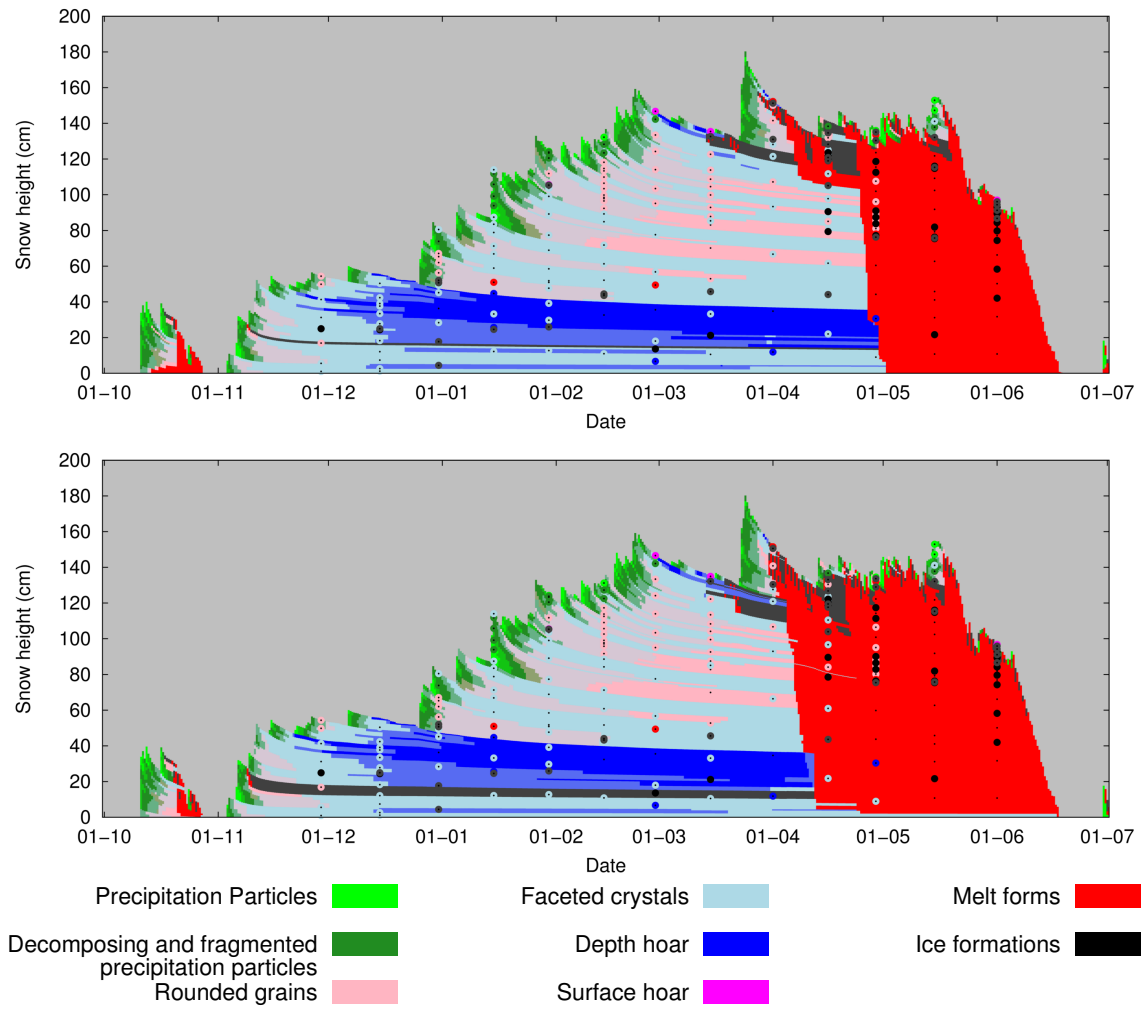 200
180
160
140
120
100
80
60
40
20
0
Snow height (cm)
01-10 01-11 01-12 01-01 01-02 01-03 01-04 01-05 01-06 01-07
Date
200
180
160
140
120
100
80
60
40
20
0
Snow height (cm)
01-10 01-11 01-12 01-01 01-02 01-03 01-04 01-05 01-06 01-07
Date
Precipitation Particles Faceted crystals Melt forms
Decomposing and fragmented Depth hoar Ice formations
precipitation particles
Rounded grains Surface hoar